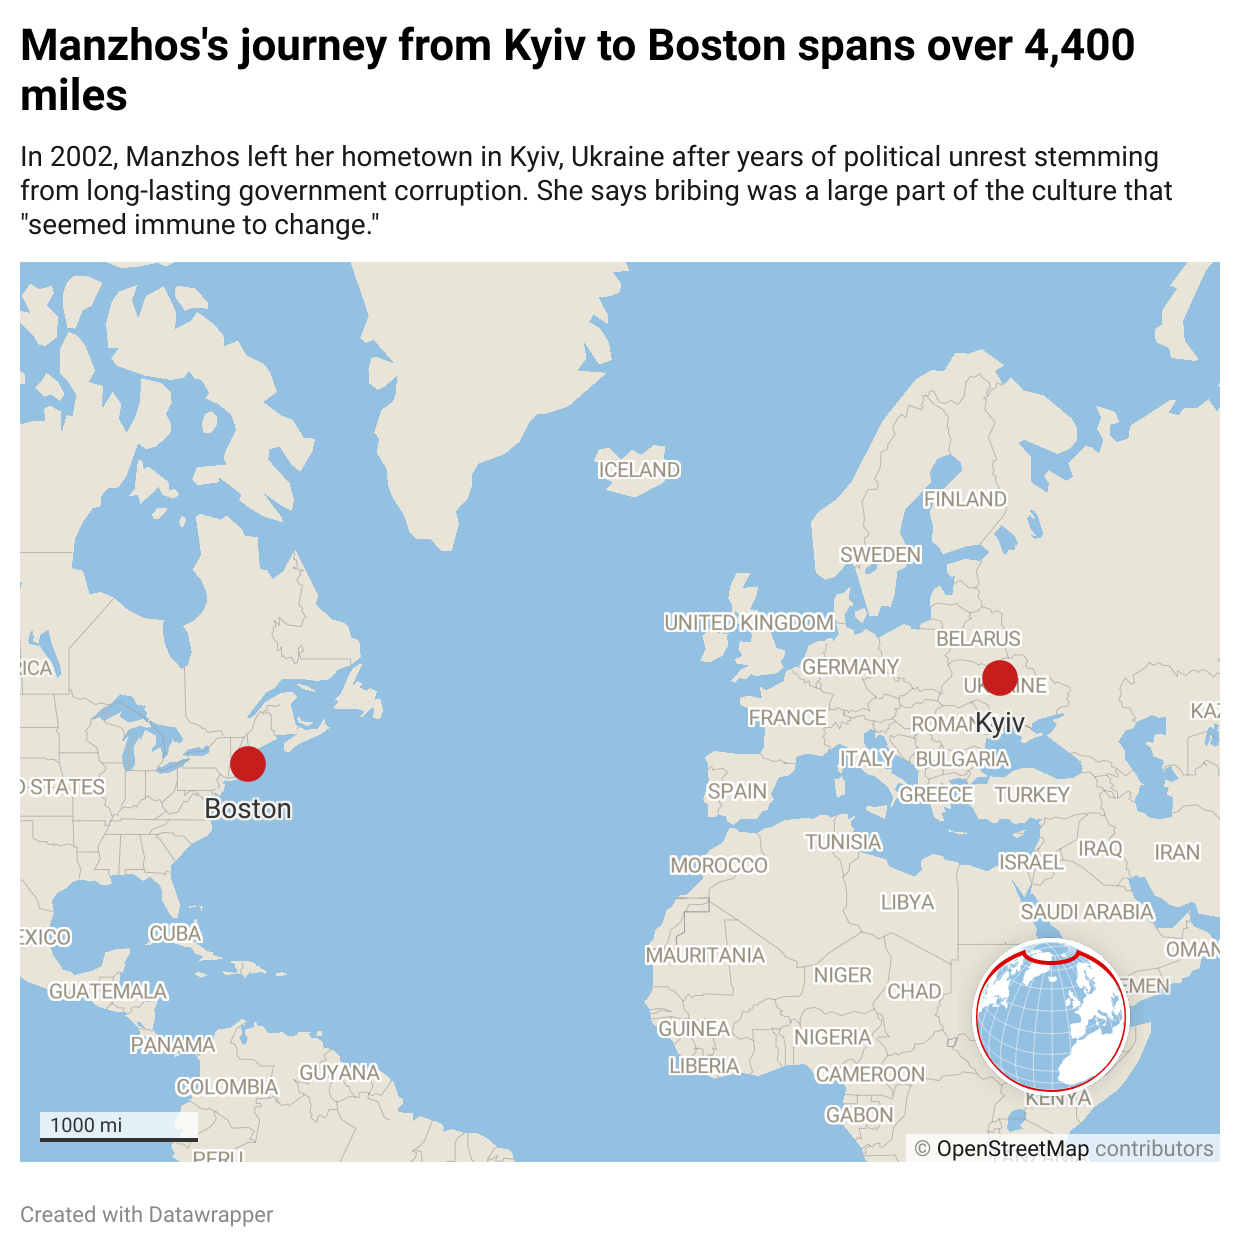 Manzhos's journey from Kyiv to Boston spans over 4,400
miles
In 2002, Manzhos left her hometown in Kyiv, Ukraine after years of political unrest stemming
from long-lasting government corruption. She says bribing was a large part of the culture that
"seemed immune to change."
ICELAND
FINLAND
SWEDEN
UNITED KINGDOM
BELARUS
RICA
GERMANY
UKRAINE
KAZ
FRANCE
ROMAN
Kyiv
ITALY
BULGARIA
D STATES
SPAIN
GREECE
TURKEY
Boston
TUNISIA
IRAQ
IRAN
MOROCCO
ISRAEL
LIBYA
SAUDI ARABIA
EXICO
CUBA
OMAN
MAURITANIA
NIGER
EMEN
GUATEMALA
CHAD
GUINEA
NIGERIA
PANAMA
LIBERIA
GUYANA
CAMEROON
COLOMBIA
KENYA
GABON
1000 mi
© OpenStreetMap contributors
PERU
TANZANIA
Created with Datawrapper